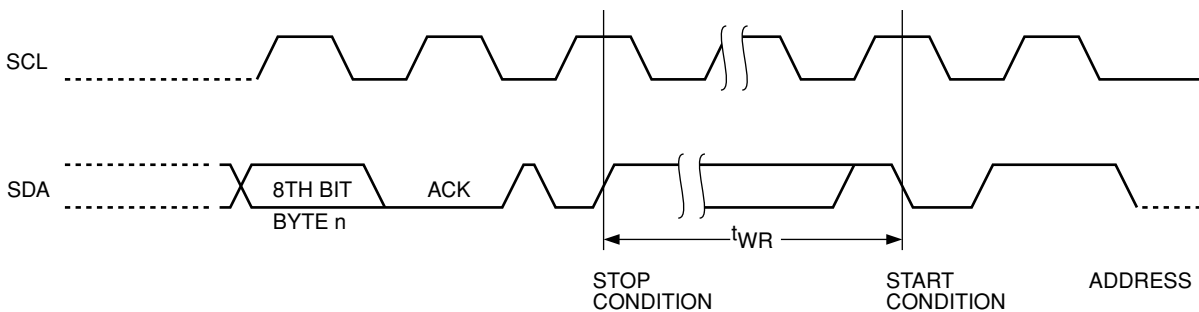 SCL
SDA
8TH BIT
ACK
BYTE n
tWR
STOP
CONDITION
START
CONDITION
ADDRESS